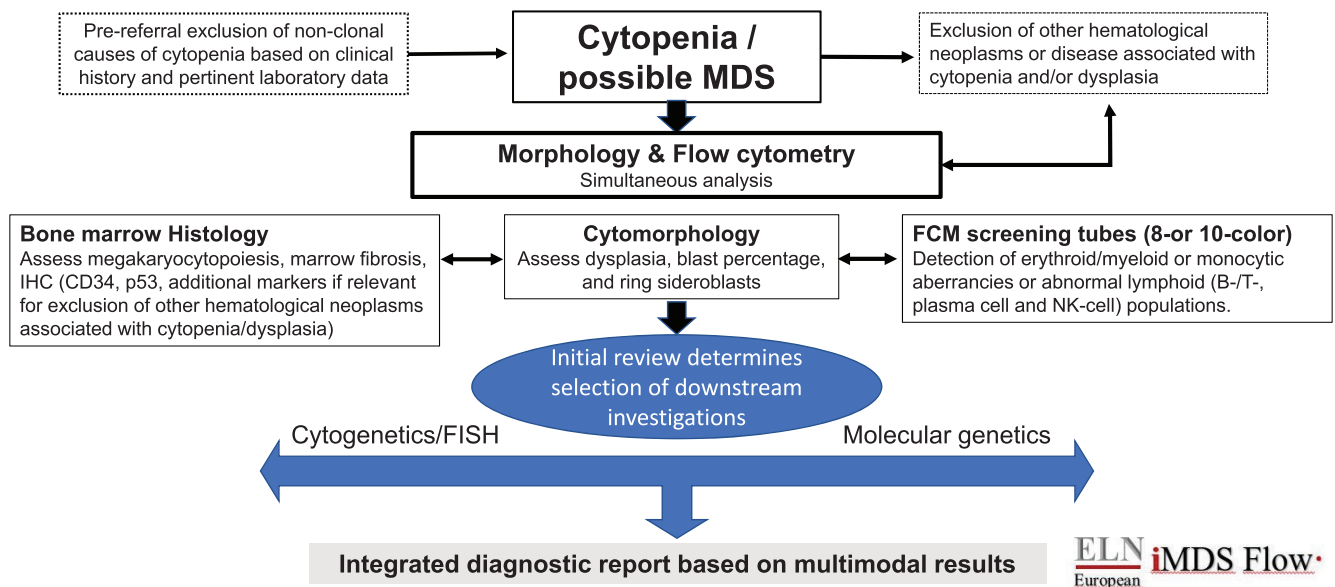 Pre-referral exclusion of non-clonal
causes of cytopenia based on clinical
history and pertinent laboratory data
Cytopenia /
possible MDS
Exclusion of other hematological
neoplasms or disease associated with
cytopenia and/or dysplasia
Morphology & Flow cytometry
Simultaneous analysis
Bone marrow Histology
Assess megakaryocytopoiesis, marrow fibrosis,
IHC (CD34, p53, additional markers if relevant
for exclusion of other hematological neoplasms
associated with cytopenia/dysplasia)
Cytomorphology
Assess dysplasia, blast percentage,
and ring sideroblasts
FCM screening tubes (8-or 10-color)
Detection of erythroid/myeloid or monocytic
aberrancies or abnormal lymphoid (B-/T-,
plasma cell and NK-cell) populations.
Initial review determines
selection of downstream
investigations
Cytogenetics/FISH
Molecular genetics
Integrated diagnostic report based on multimodal results
ELN
European
iMDS Flow